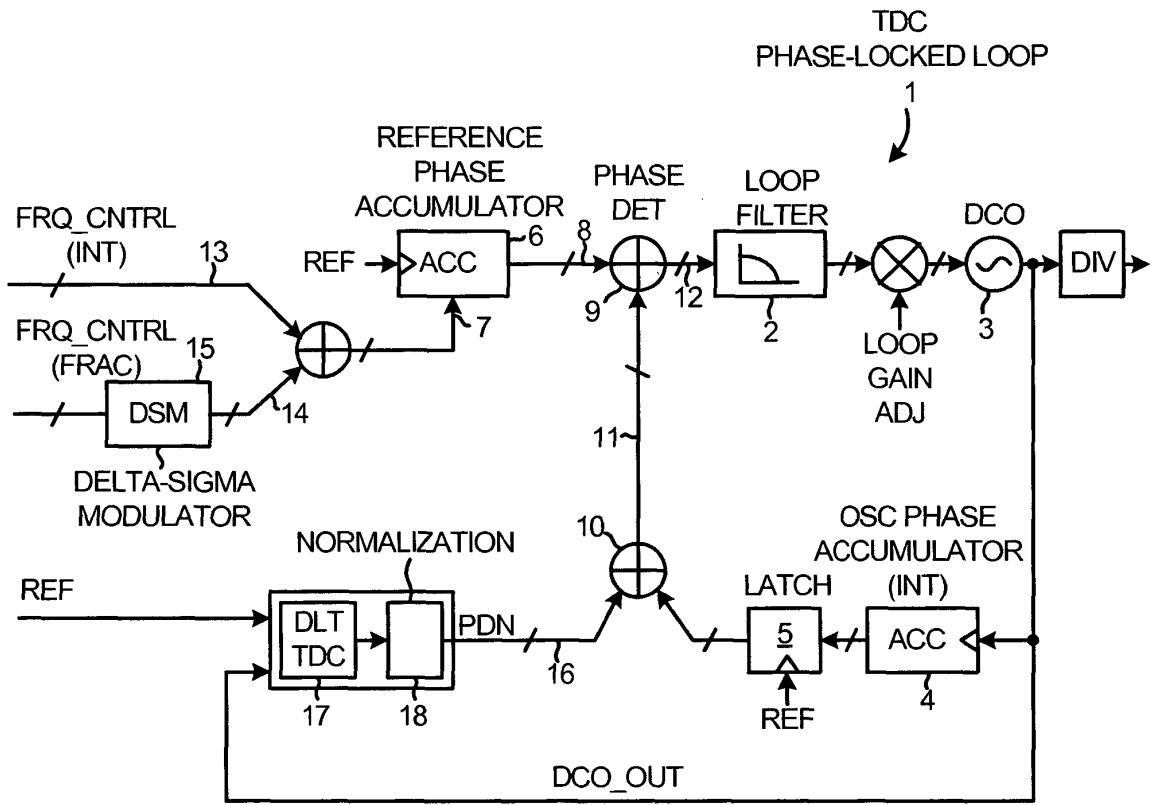 TDC
PHASE-LOCKED LOOP
1
REFERENCE
PHASE
ACCUMULATOR
6
REF
ACC
7
8
PHASE
DET
9
12
LOOP
FILTER
2
LOOP
GAIN
ADJ
DCO
3
DIV
FRQ_CNTRL
(INT)
13
FRQ_CNTRL
(FRAC)
15
DSM
14
DELTA-SIGMA
MODULATOR
11
10
NORMALIZATION
REF
DLT
TDC
17
18
PDN
16
LATCH
5
REF
OSC PHASE
ACCUMULATOR
(INT)
ACC
4
DCO_OUT